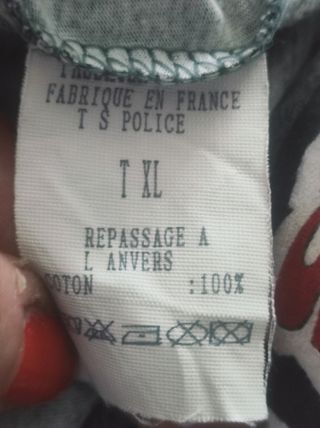 FABRIQUE EN FRANCE
T S POLICE
T XL
REPASSAGE A
L ANVERS
COTON :100%